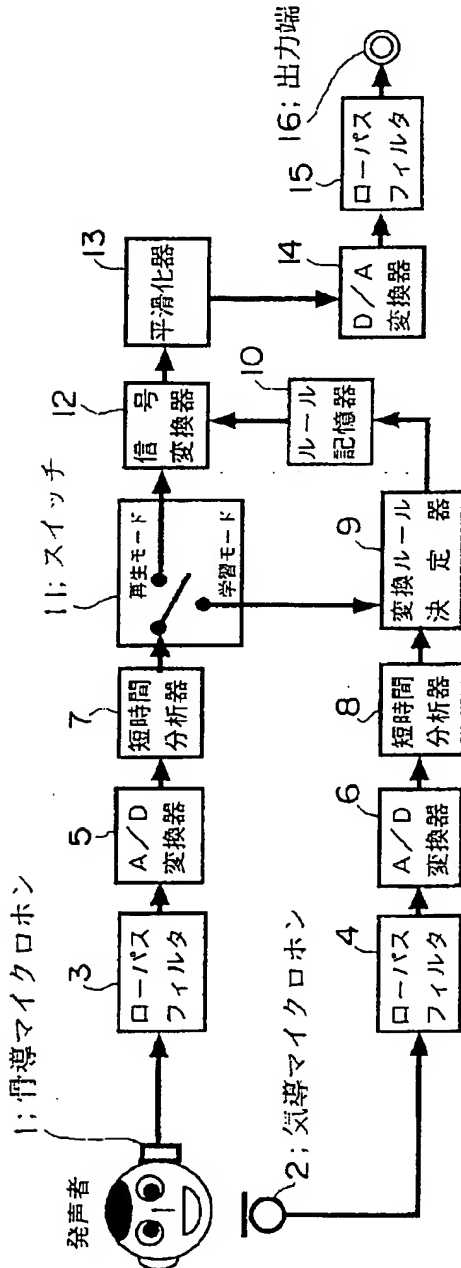 発声者
1; 骨導マイクロホン
3
ローパス
フィルタ
5
A/D
変換器
7
短時間
分析器
11; スイッチ
再生モード
学習モード
12
信号
変換器
13
平滑化器
2; 気導マイクロホン
4
ローパス
フィルタ
6
A/D
変換器
8
短時間
分析器
9
変換ルール
決定器
10
ルール
記憶器
14
D/A
変換器
15
ローパス
フィルタ
16; 出力端